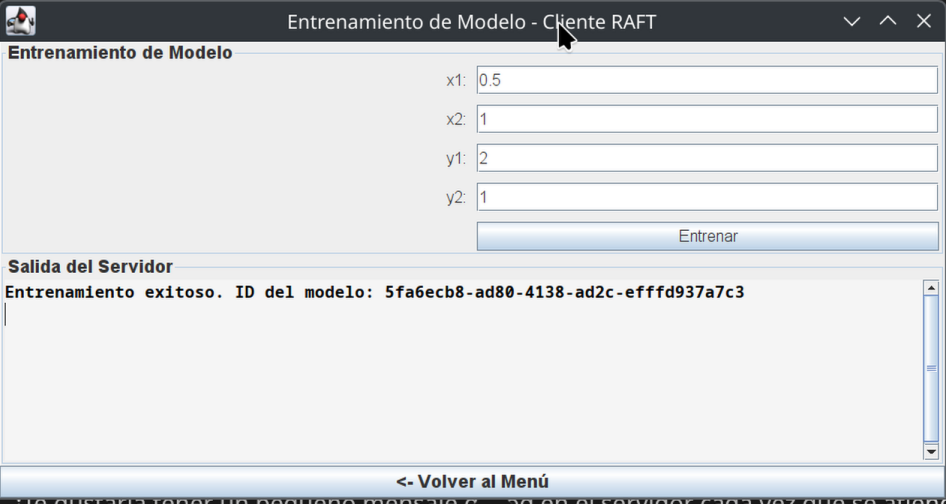 Entrenamiento de Modelo - Cliente RAFT
Entrenamiento de Modelo
x1: 0.5
x2: 1
y1: 2
y2: 1
Entrenar
Salida del Servidor
Entrenamiento exitoso. ID del modelo: 5fa6ecb8-ad80-4138-ad2c-efffd937a7c3
<- Volver al Menú